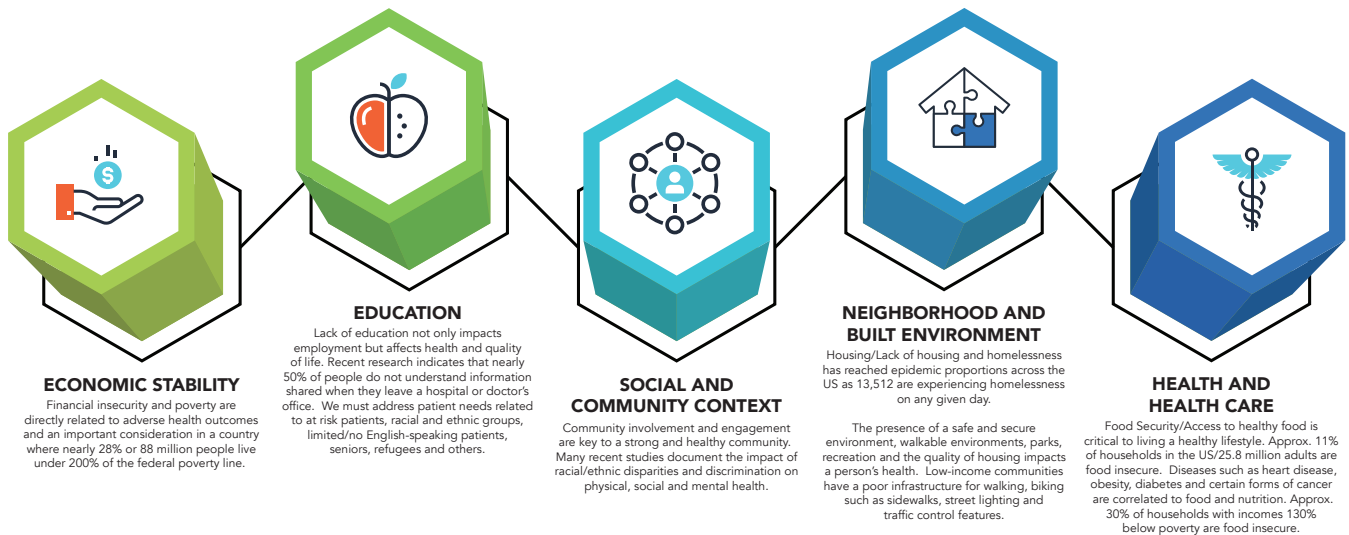 ECONOMIC STABILITY
Financial insecurity and poverty are
directly related to adverse health outcomes
and an important consideration in a country
where nearly 28% or 88 million people live
under 200% of the federal poverty line.
EDUCATION
Lack of education not only impacts
employment but affects health and quality
of life. Recent research indicates that nearly
50% of people do not understand information
shared when they leave a hospital or doctor's
office. We must address patient needs related
to at risk patients, racial and ethnic groups,
limited/no English-speaking patients,
seniors, refugees and others.
SOCIAL AND
COMMUNITY CONTEXT
Community involvement and engagement
are key to a strong and healthy community.
Many recent studies document the impact of
racial/ethnic disparities and discrimination on
physical, social and mental health.
NEIGHBORHOOD AND
BUILT ENVIRONMENT
Housing/Lack of housing and homelessness
has reached epidemic proportions across the
US as 13,512 are experiencing homelessness
on any given day.
The presence of a safe and secure
environment, walkable environments, parks,
recreation and the quality of housing impacts
a person's health. Low-income communities
have a poor infrastructure for walking, biking
such as sidewalks, street lighting and
traffic control features.
HEALTH AND
HEALTH CARE
Food Security/Access to healthy food is
critical to living a healthy lifestyle. Approx. 11%
of households in the US/25.8 million adults are
food insecure. Diseases such as heart disease,
obesity, diabetes and certain forms of cancer
are correlated to food and nutrition. Approx.
30% of households with incomes 130%
below poverty are food insecure.